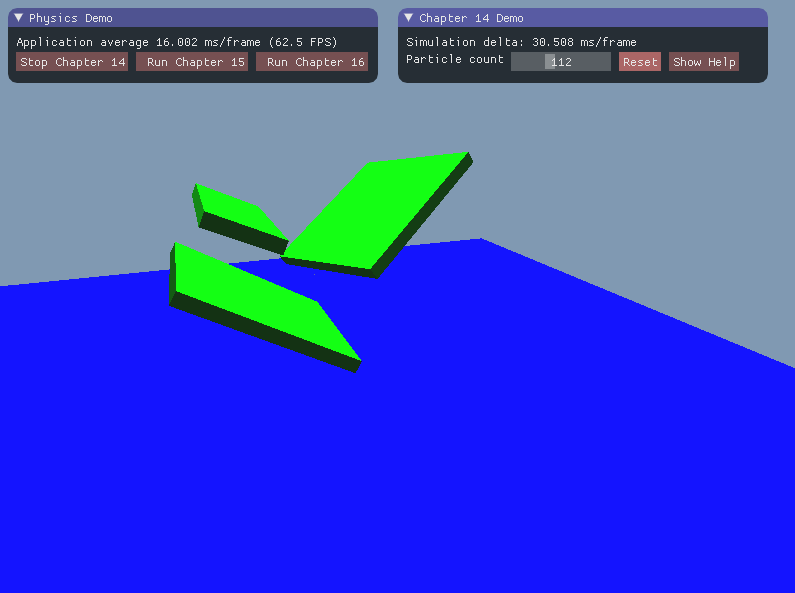 Physics Demo
Application average 16.002 ms/frame (62.5 FPS)
Stop Chapter 14 Run Chapter 15 Run Chapter 16
Chapter 14 Demo
Simulation delta: 30.508 ms/frame
Particle count 112 Reset Show Help